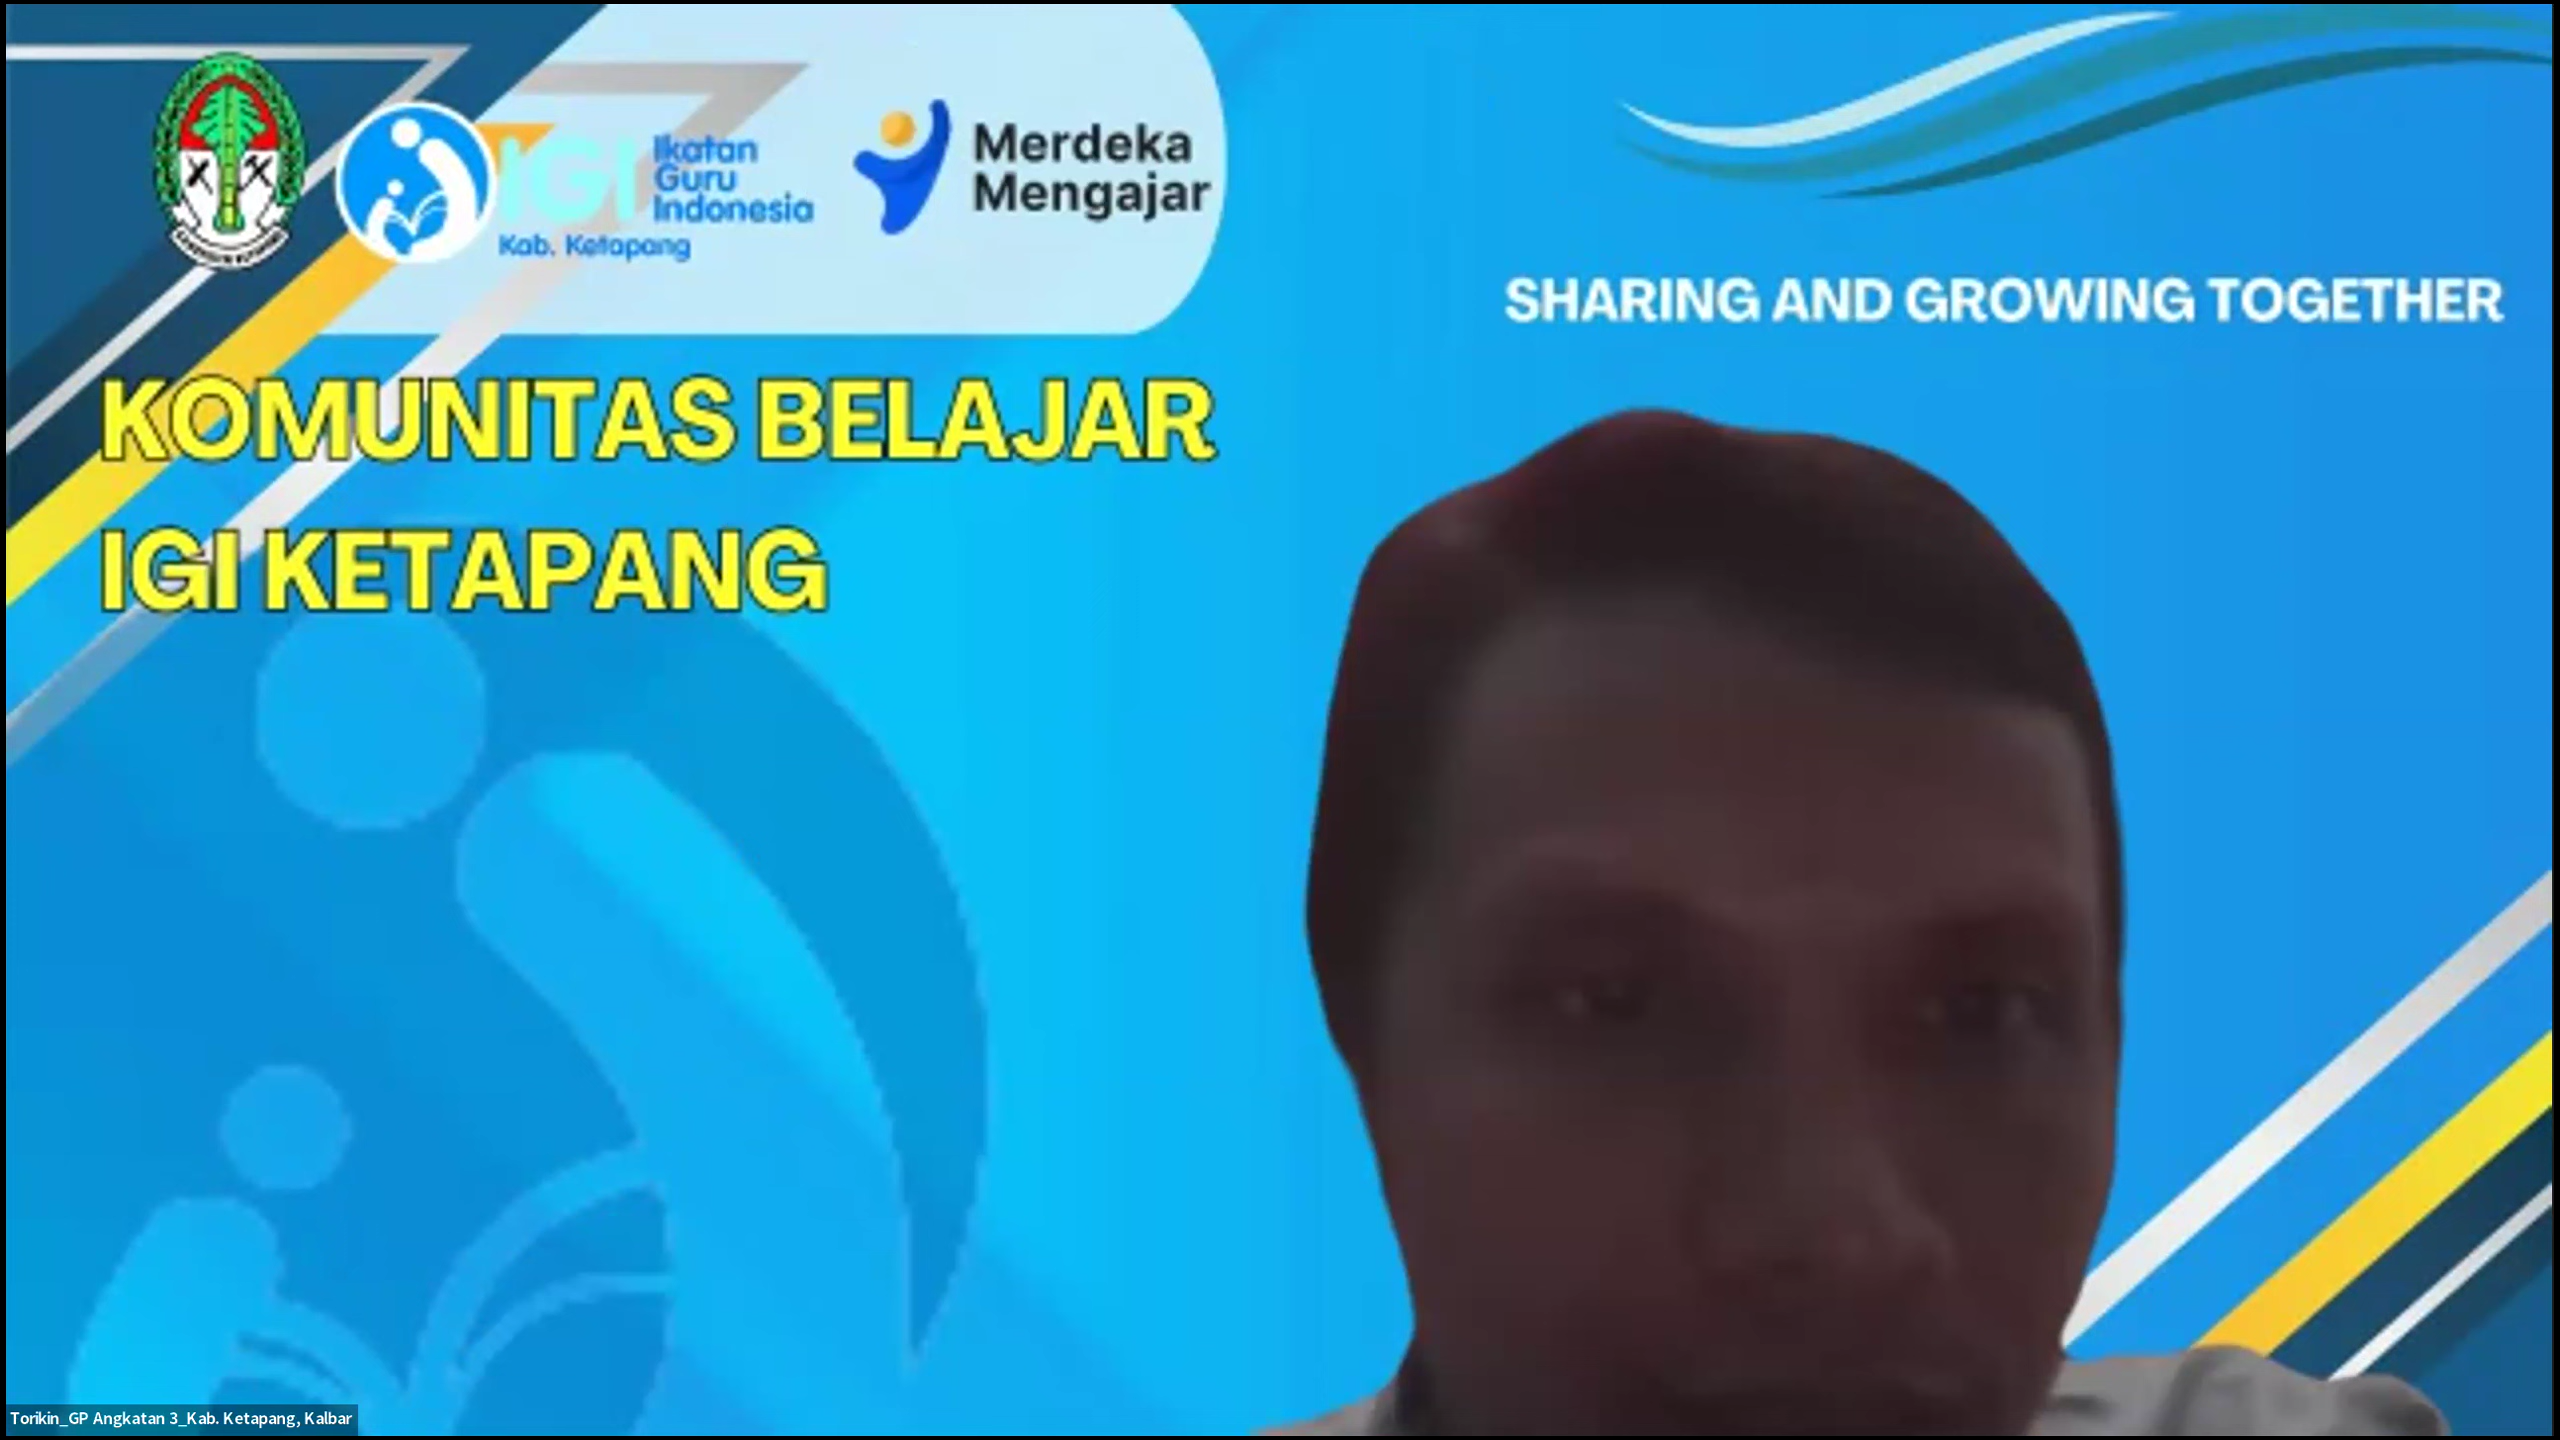 IGI
Ikatan
Guru
Indonesia
Kab. Ketapang
Merdeka
Mengajar
SHARING AND GROWING TOGETHER
KOMUNITAS BELAJAR
IGI KETAPANG
Torikin_GP Angkatan 3_Kab. Ketapang, Kalbar